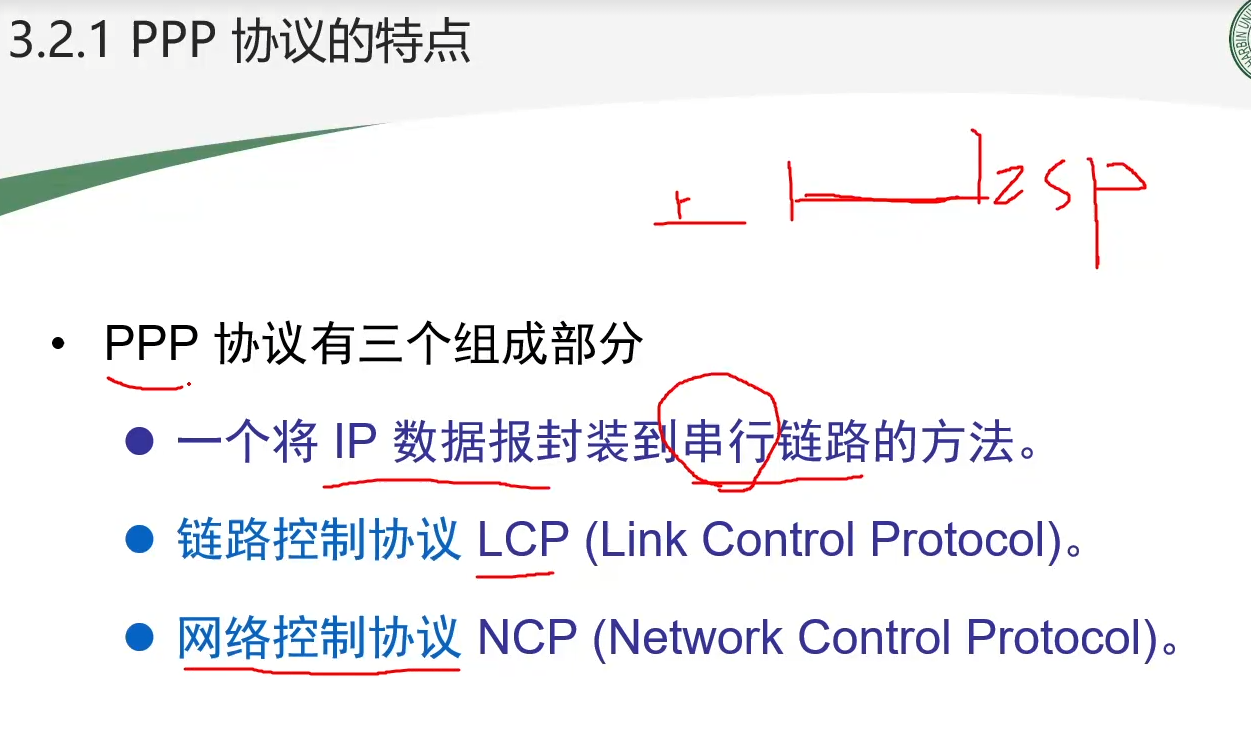 3.2.1 PPP 协议的特点
zsp
• PPP 协议有三个组成部分
● 一个将 IP 数据报封装到串行链路的方法。
● 链路控制协议 LCP (Link Control Protocol)。
● 网络控制协议 NCP (Network Control Protocol)。